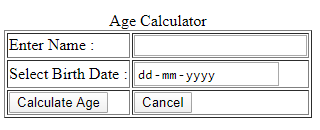 Age Calculator
Enter Name :
Select Birth Date : dd-mm-yyyy
Calculate Age Cancel